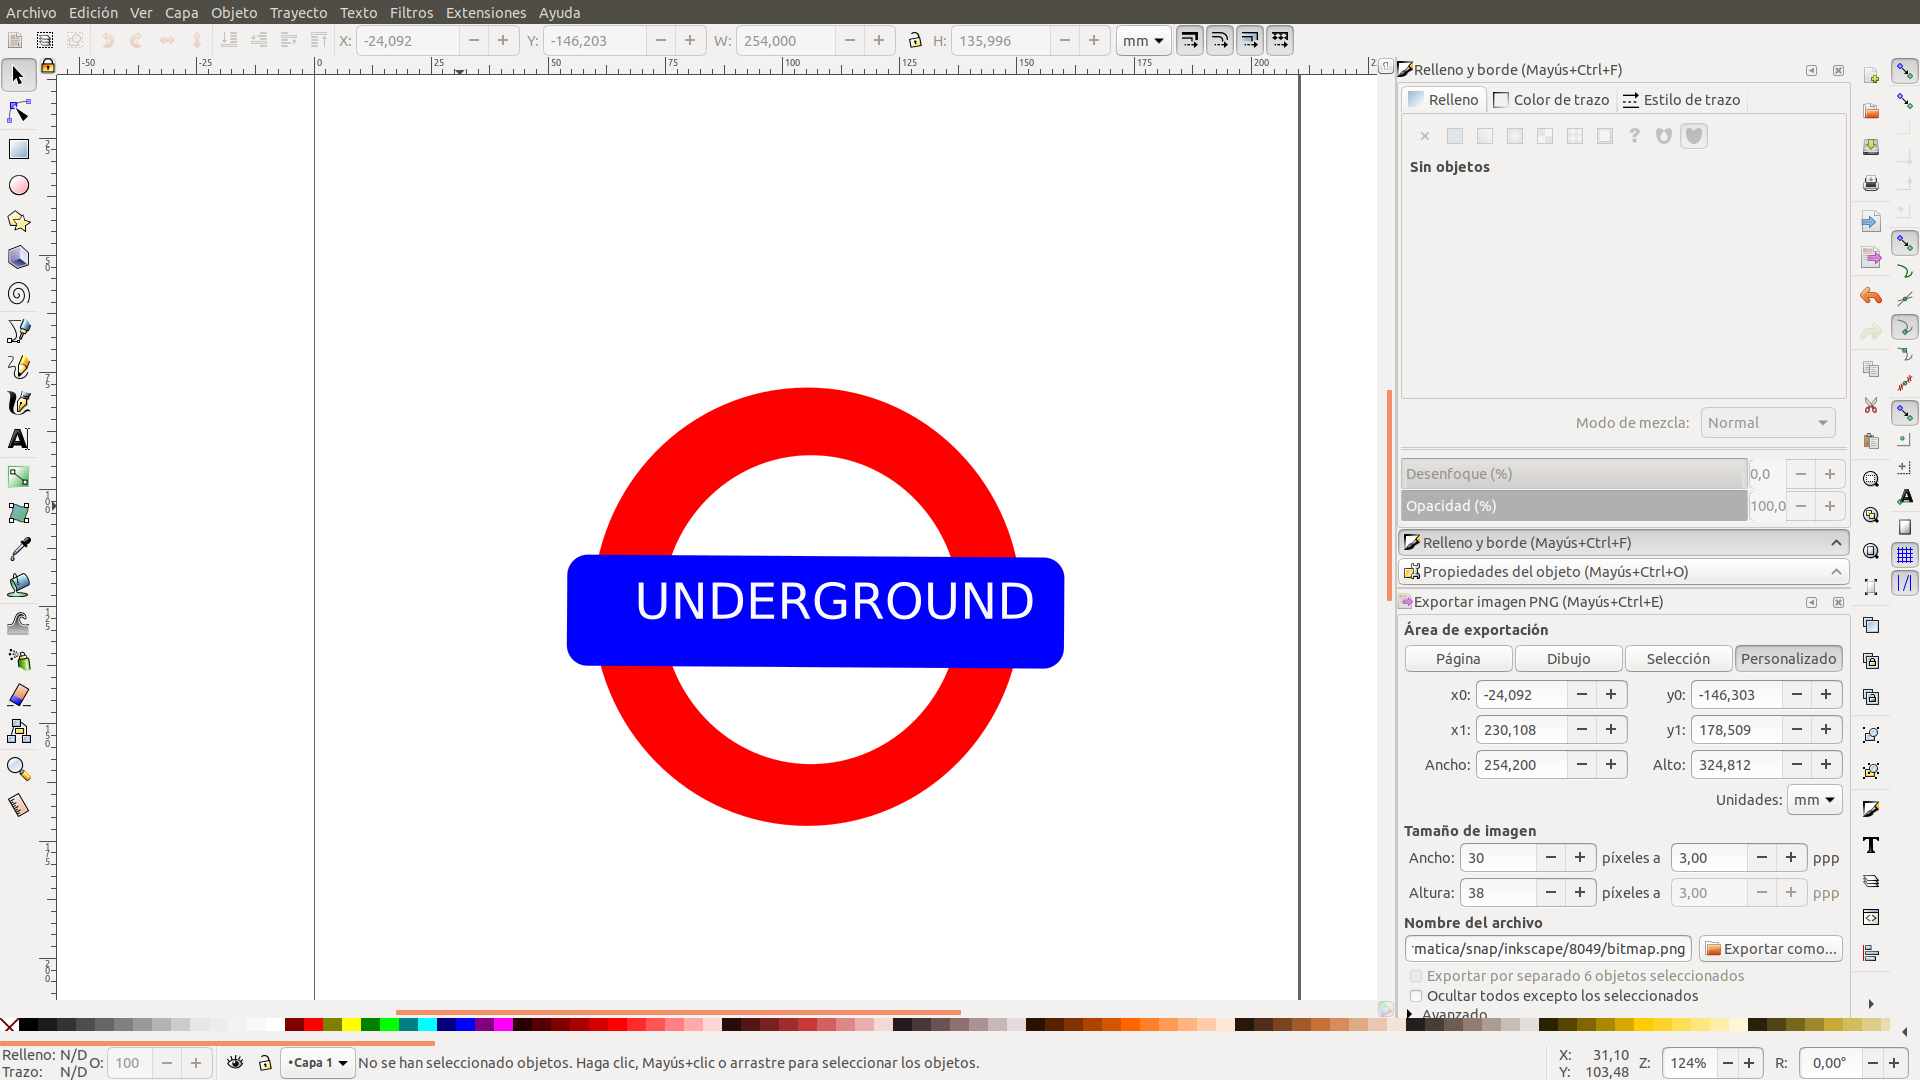 Archivo Edición Ver Capa Objeto Trayecto Texto Filtros Extensiones Ayuda
X: -24,092 Y: -146,203 W: 254,000 H: 135,996 mm
-50 -25 0 25 50 75 100 125 150 175 200
Relleno y borde (Mayús+Ctrl+F)
Relleno Color de trazo Estilo de trazo
Sin objetos
Modo de mezcla: Normal
Desenfoque (%) 0,0
Opacidad (%) 100,0
Relleno y borde (Mayús+Ctrl+F)
Propiedades del objeto (Mayús+Ctrl+O)
Exportar imagen PNG (Mayús+Ctrl+E)
Área de exportación
Página Dibujo Selección Personalizado
x0: -24,092 y0: -146,303
x1: 230,108 y1: 178,509
Ancho: 254,200 Alto: 324,812
Unidades: mm
Tamaño de imagen
Ancho: 30 píxeles a 3,00 ppp
Altura: 38 píxeles a 3,00 ppp
Nombre del archivo
matica/snap/inkscape/8049/bitmap.png Exportar como...
Exportar por separado 6 objetos seleccionados
Ocultar todos excepto los seleccionados
Avanzado
UNDERGROUND
Relleno: N/D O: 100
Trazo: N/D
•Capa 1
No se han seleccionado objetos. Haga clic, Mayús+clic o arrastre para seleccionar los objetos.
X: 31,10
Y: 103,48
Z: 124% R: 0,00°